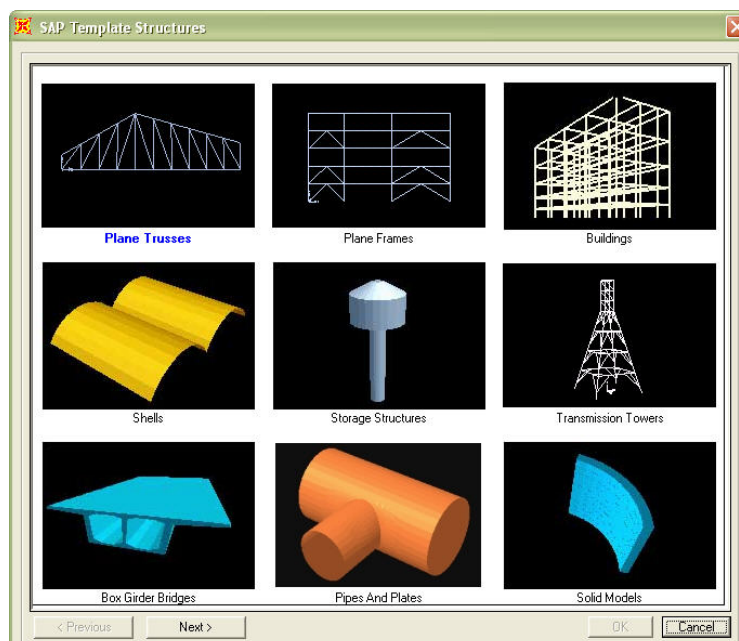 SAP Template Structures
Plane Trusses
Plane Frames
Buildings
Shells
Storage Structures
Transmission Towers
Box Girder Bridges
Pipes And Plates
Solid Models
< Previous
Next >
OK
Cancel